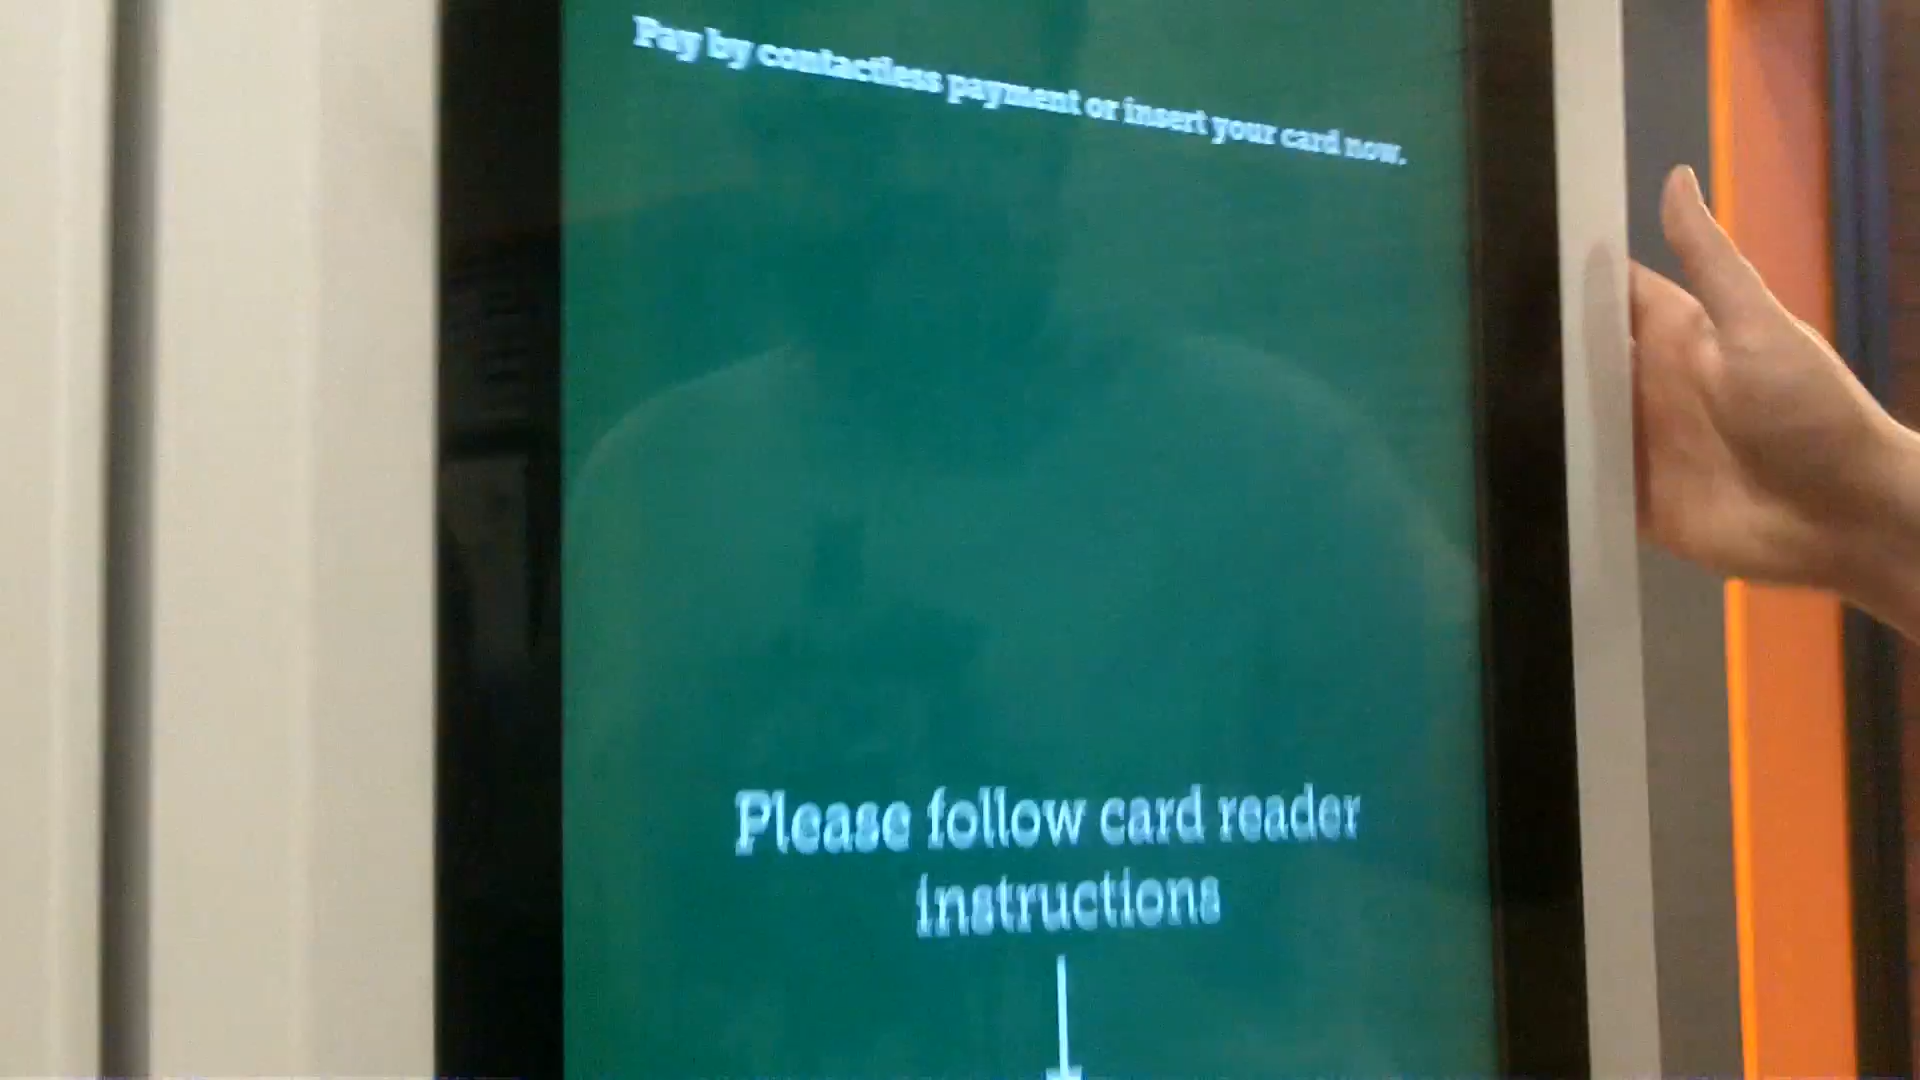 Pay by contactless payment or insert your card now.
Please follow card reader
instructions